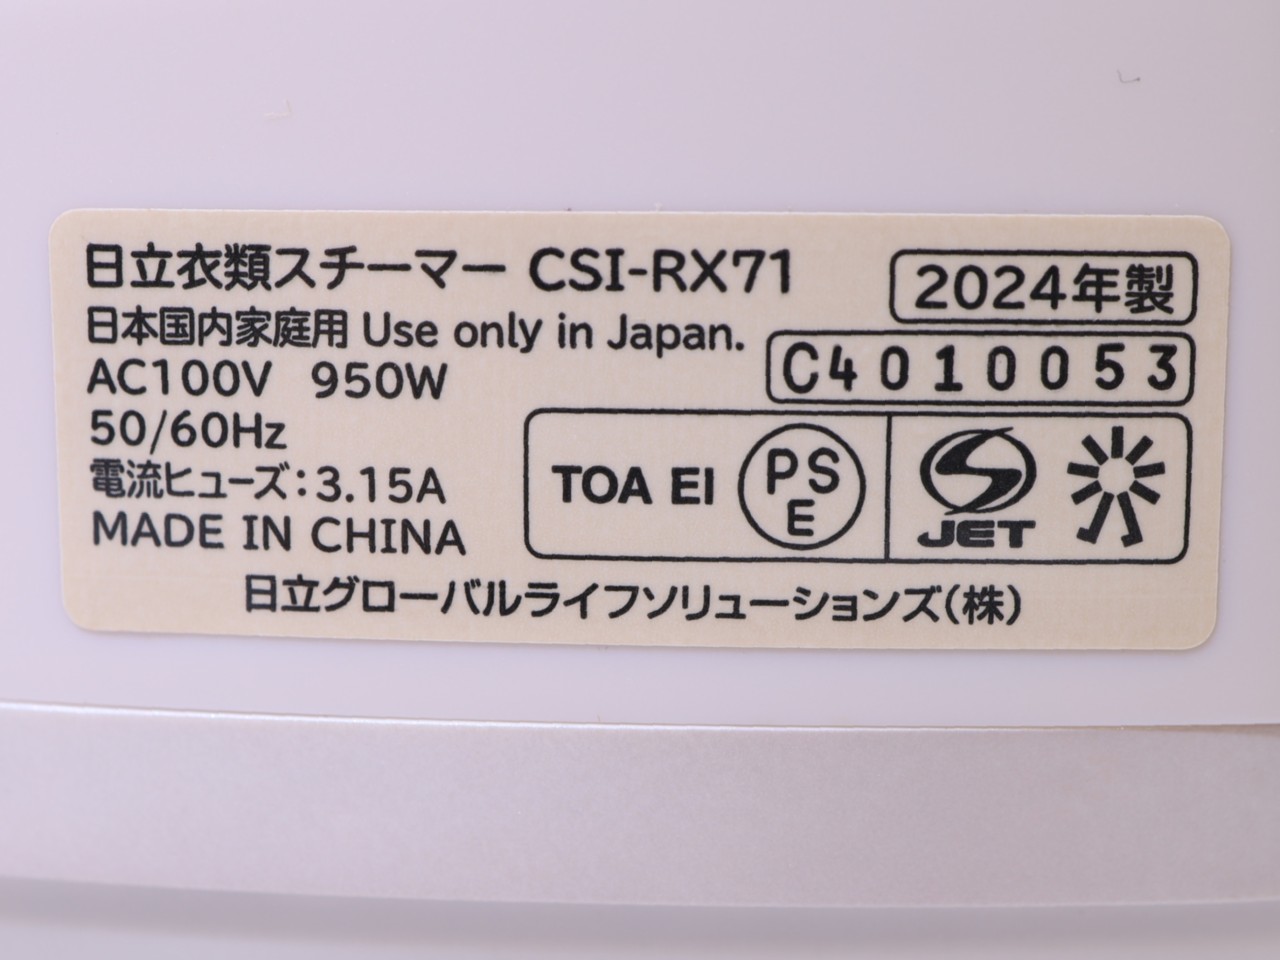 日立衣類スチーマー CSI-RX71
2024年製
日本国内家庭用 Use only in Japan.
C4010053
AC100V 950W
50/60Hz
電流ヒューズ:3.15A
MADE IN CHINA
TOA EI
PS
E
JET
日立グローバルライフソリューションズ(株)